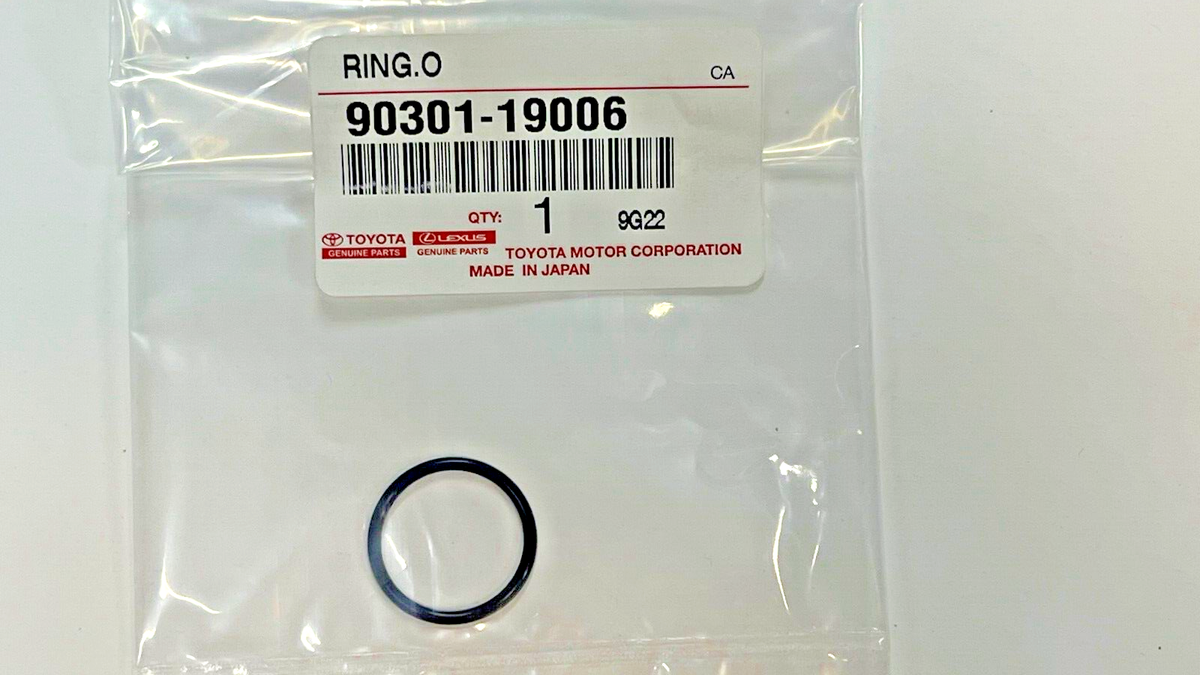 RING.O
CA
90301-19006
QTY: 1 9G22
TOYOTA LEXUS
GENUINE PARTS GENUINE PARTS
TOYOTA MOTOR CORPORATION
MADE IN JAPAN